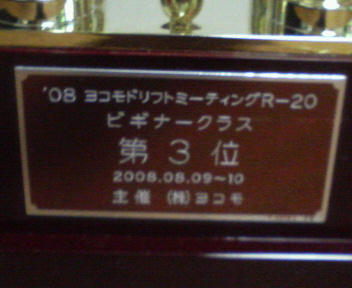 '08 ヨコモドリフトミーティングR-20
ビギナークラス
第3位
2008.08.09~10
主催 (株)ヨコモ